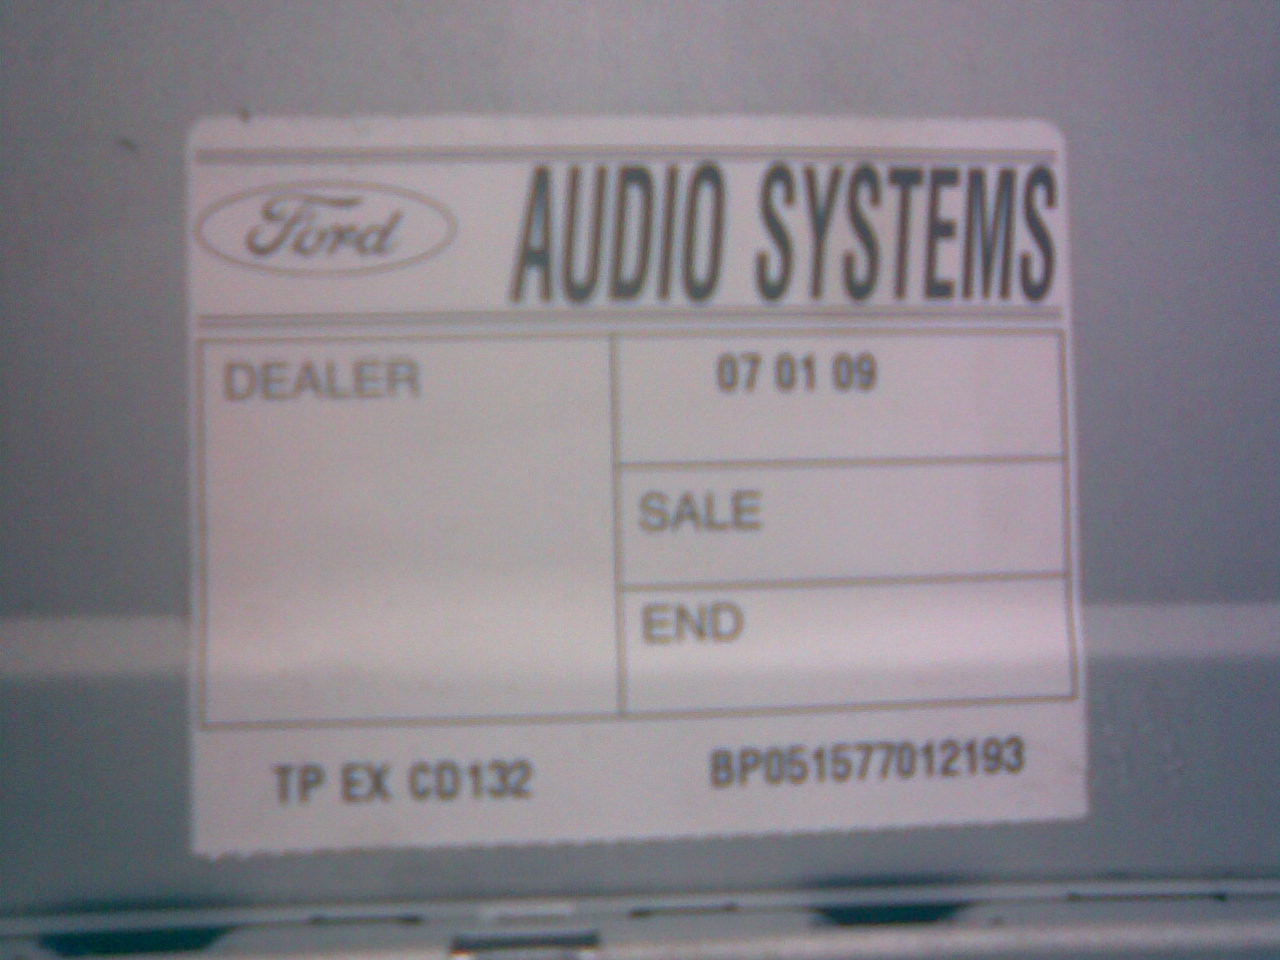 Ford AUDIO SYSTEMS
DEALER
07 01 09
SALE
END
TP EX CD132 BP051577012193